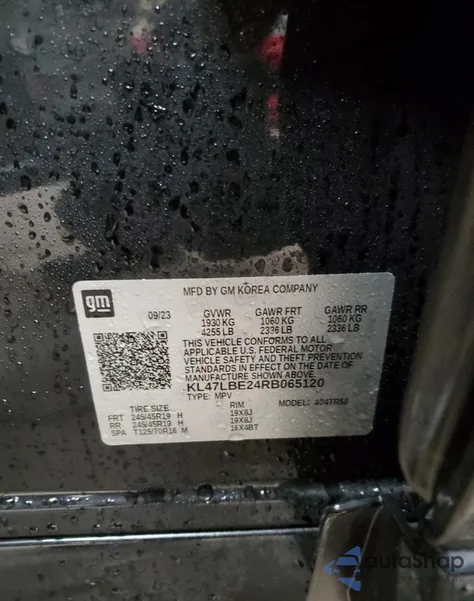 gm
MFD BY GM KOREA COMPANY
09/23 GVWR GAWR FRT GAWR RR
1930 KG 1060 KG 1060 KG
4255 LB 2336 LB 2336 LB
THIS VEHICLE CONFORMS TO ALL
APPLICABLE U.S. FEDERAL MOTOR
VEHICLE SAFETY AND THEFT PREVENTION
STANDARDS IN EFFECT ON THE DATE OF
MANUFACTURE SHOWN ABOVE.
KL47LBE24RB065120
TYPE: MPV MODEL: 4O4TR58
TIRE SIZE RIM
FRT 245/45R19 H 19X8J
RR 245/45R19 H 19X8J
SPA T125/70R16 M 16X4BT
autaSnap